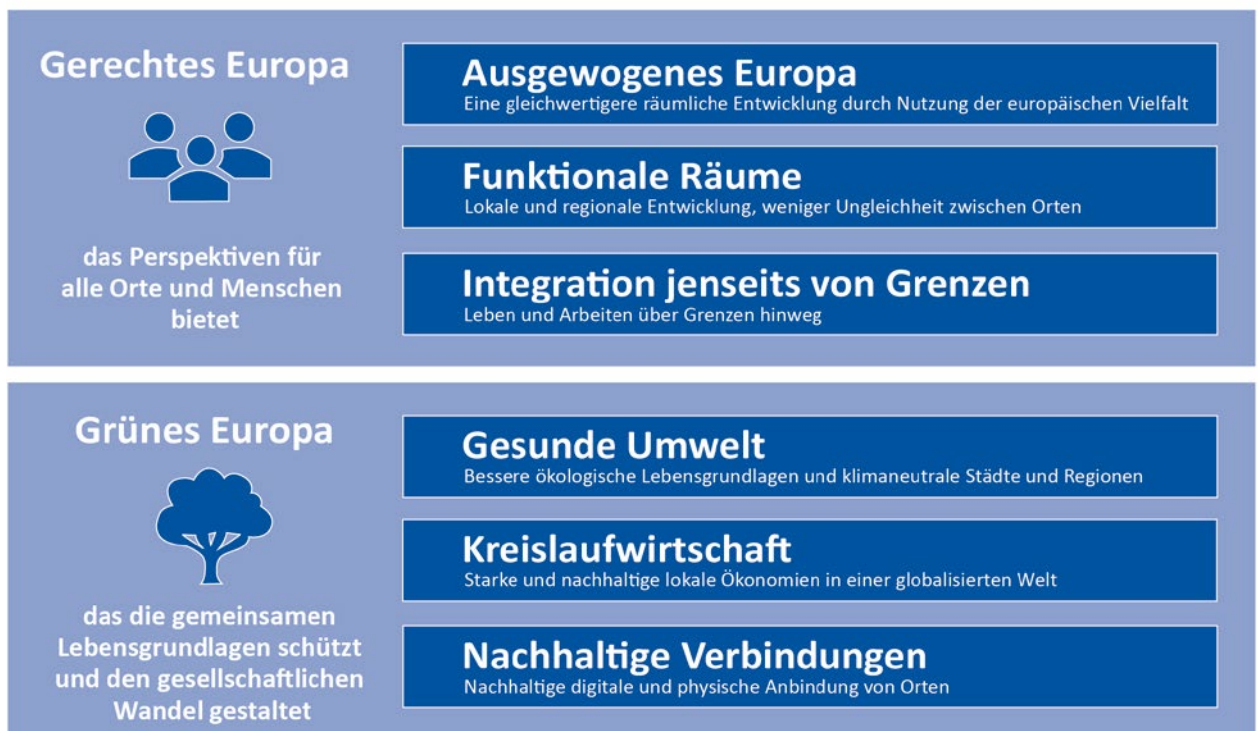 Gerechtes Europa
das Perspektiven für
alle Orte und Menschen
bietet
Ausgewogenes Europa
Eine gleichwertigere räumliche Entwicklung durch Nutzung der europäischen Vielfalt
Funktionale Räume
Lokale und regionale Entwicklung, weniger Ungleichheit zwischen Orten
Integration jenseits von Grenzen
Leben und Arbeiten über Grenzen hinweg
Grünes Europa
das die gemeinsamen
Lebensgrundlagen schützt
und den gesellschaftlichen
Wandel gestaltet
Gesunde Umwelt
Bessere ökologische Lebensgrundlagen und klimaneutrale Städte und Regionen
Kreislaufwirtschaft
Starke und nachhaltige lokale Ökonomien in einer globalisierten Welt
Nachhaltige Verbindungen
Nachhaltige digitale und physische Anbindung von Orten